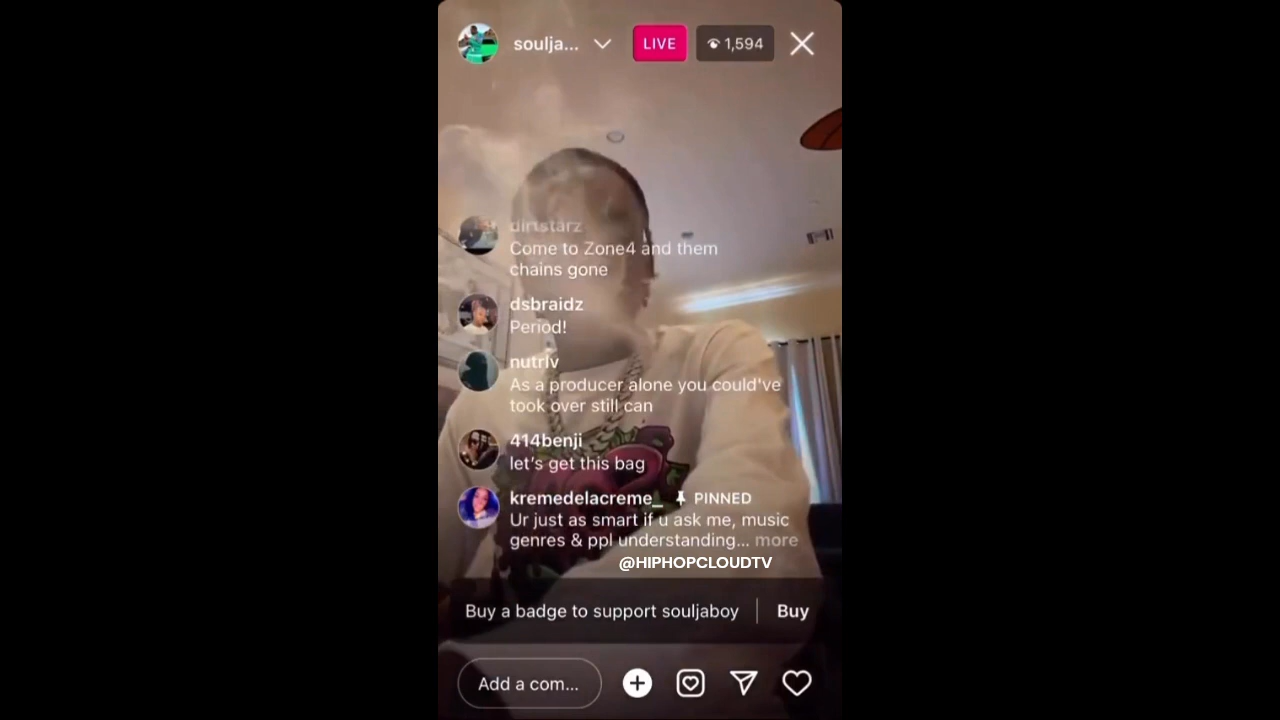 soulja...
LIVE
1,594
dirtstarz
Come to Zone4 and them
chains gone
dsbraidz
Period!
nutrlv
As a producer alone you could've
took over still can
414benji
let's get this bag
kremedelacreme_ PINNED
Ur just as smart if u ask me, music
genres & ppl understanding... more
@HIPHOPCLOUDTV
Buy a badge to support souljaboy | Buy
Add a com...